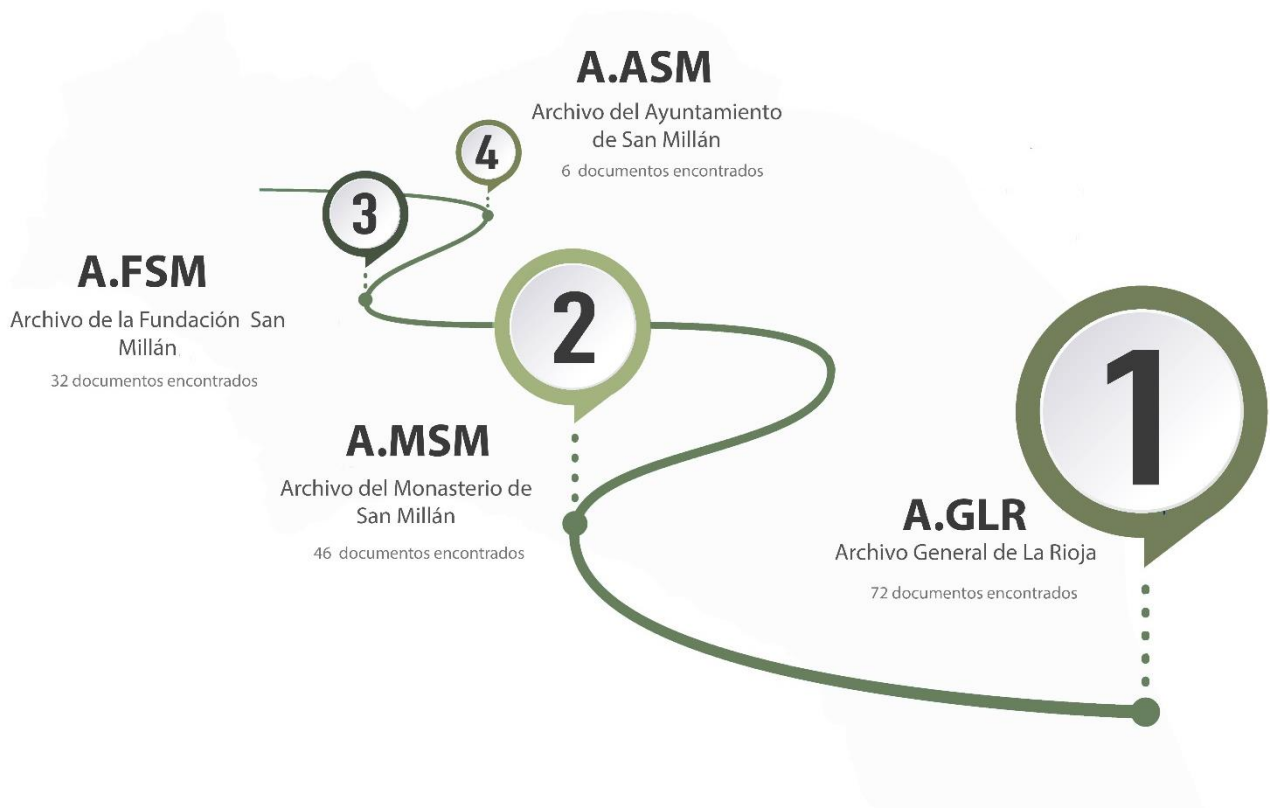 A.ASM
Archivo del Ayuntamiento
de San Millán
6 documentos encontrados
4
3
A.FSM
Archivo de la Fundación San
Millán
32 documentos encontrados
2
A.MSM
Archivo del Monasterio de
San Millán
46 documentos encontrados
1
A.GLR
Archivo General de La Rioja
72 documentos encontrados